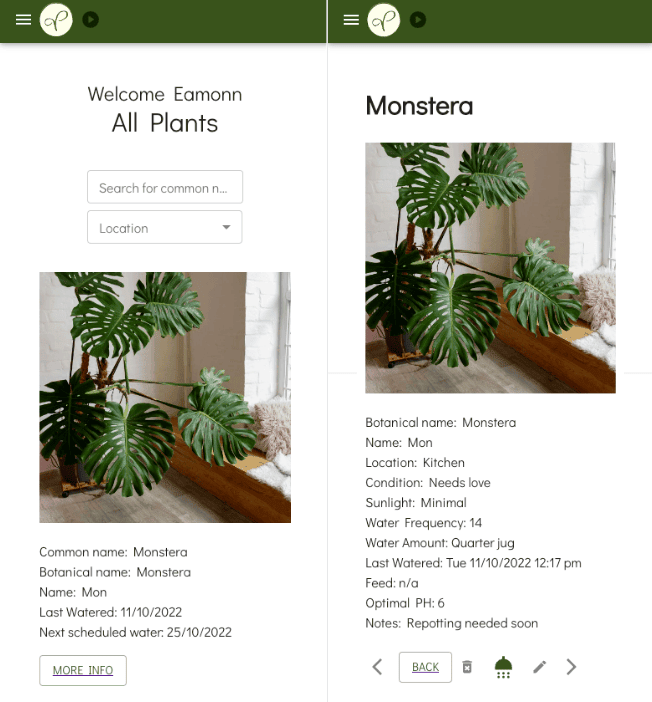 Welcome Eamonn
All Plants
Search for common n...
Location
Common name: Monstera
Botanical name: Monstera
Name: Mon
Last Watered: 11/10/2022
Next scheduled water: 25/10/2022
MORE INFO
Monstera
Botanical name: Monstera
Name: Mon
Location: Kitchen
Condition: Needs love
Sunlight: Minimal
Water Frequency: 14
Water Amount: Quarter jug
Last Watered: Tue 11/10/2022 12:17 pm
Feed: n/a
Optimal PH: 6
Notes: Repotting needed soon
BACK